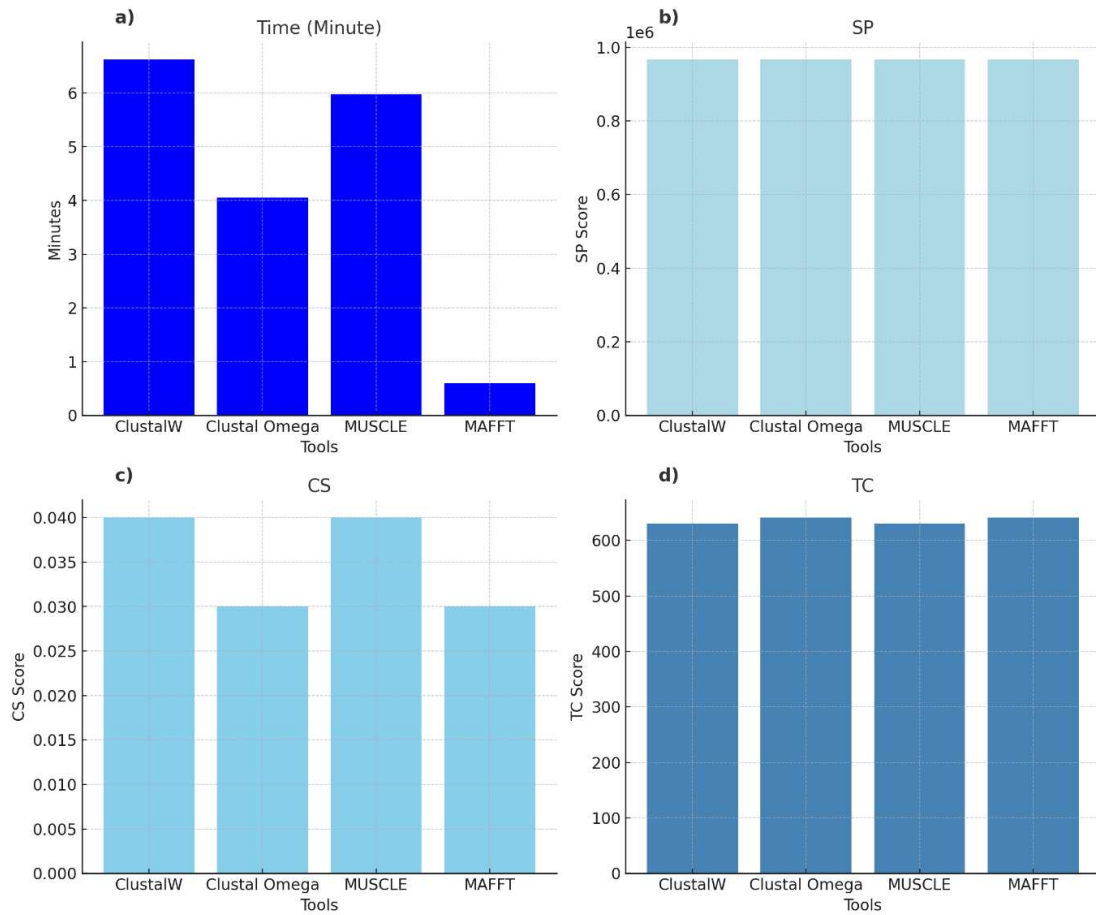 a)
Time (Minute)
6
5
4
3
2
1
0
Minutes
ClustalW
Clustal Omega
MUSCLE
MAFFT
Tools
b)
SP
1e6
1.0
0.8
0.6
0.4
0.2
0.0
SP Score
ClustalW
Clustal Omega
MUSCLE
MAFFT
Tools
c)
CS
0.040
0.035
0.030
0.025
0.020
0.015
0.010
0.005
0.000
CS Score
ClustalW
Clustal Omega
MUSCLE
MAFFT
Tools
d)
TC
600
500
400
300
200
100
0
TC Score
ClustalW
Clustal Omega
MUSCLE
MAFFT
Tools